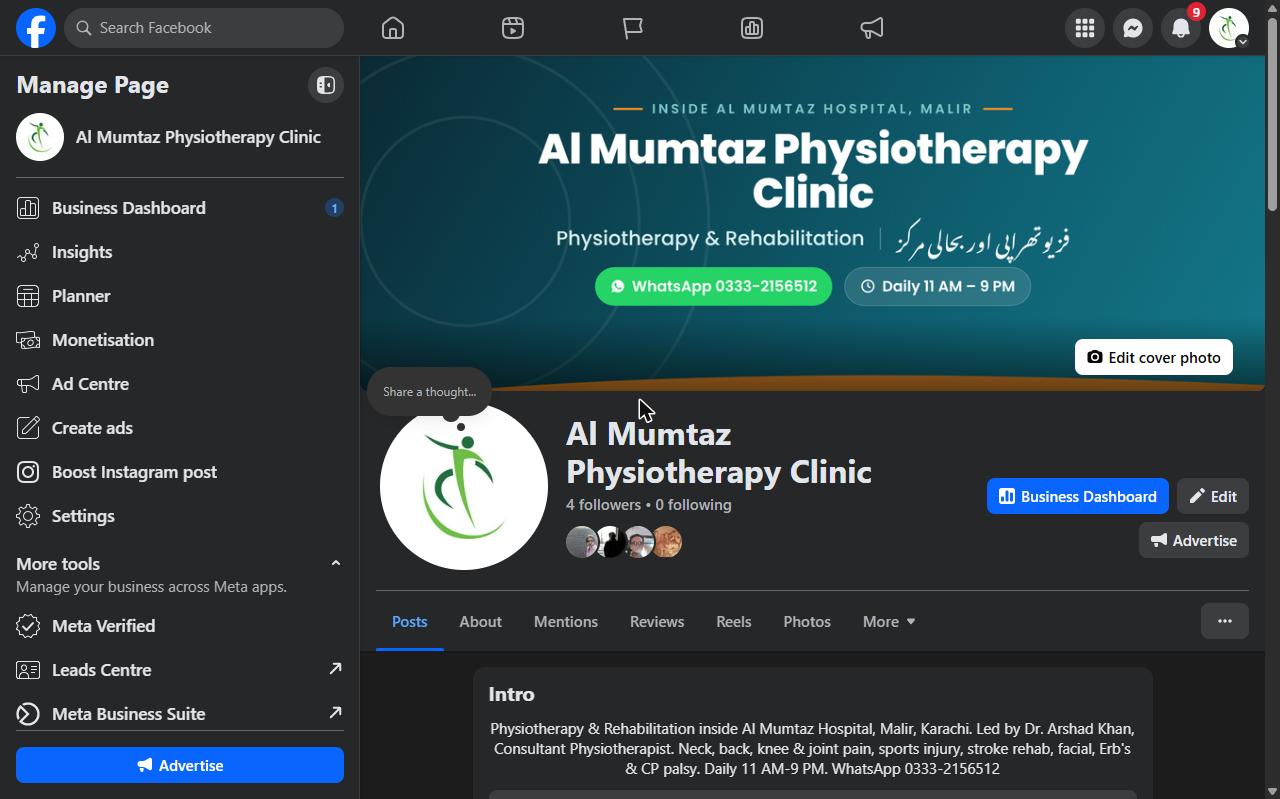 Search Facebook
9
Manage Page
Al Mumtaz Physiotherapy Clinic
Business Dashboard
1
Insights
Planner
Monetisation
Ad Centre
Create ads
Boost Instagram post
Settings
More tools
Manage your business across Meta apps.
Meta Verified
Leads Centre
Meta Business Suite
Advertise
INSIDE AL MUMTAZ HOSPITAL, MALIR
Al Mumtaz Physiotherapy
Clinic
Physiotherapy & Rehabilitation | فزیوتھراپی اور بحالی مرکز
WhatsApp 0333-2156512
Daily 11 AM – 9 PM
Edit cover photo
Share a thought...
Al Mumtaz
Physiotherapy Clinic
4 followers • 0 following
Business Dashboard
Edit
Advertise
Posts
About
Mentions
Reviews
Reels
Photos
More
Intro
Physiotherapy & Rehabilitation inside Al Mumtaz Hospital, Malir, Karachi. Led by Dr. Arshad Khan,
Consultant Physiotherapist. Neck, back, knee & joint pain, sports injury, stroke rehab, facial, Erb's
& CP palsy. Daily 11 AM-9 PM. WhatsApp 0333-2156512